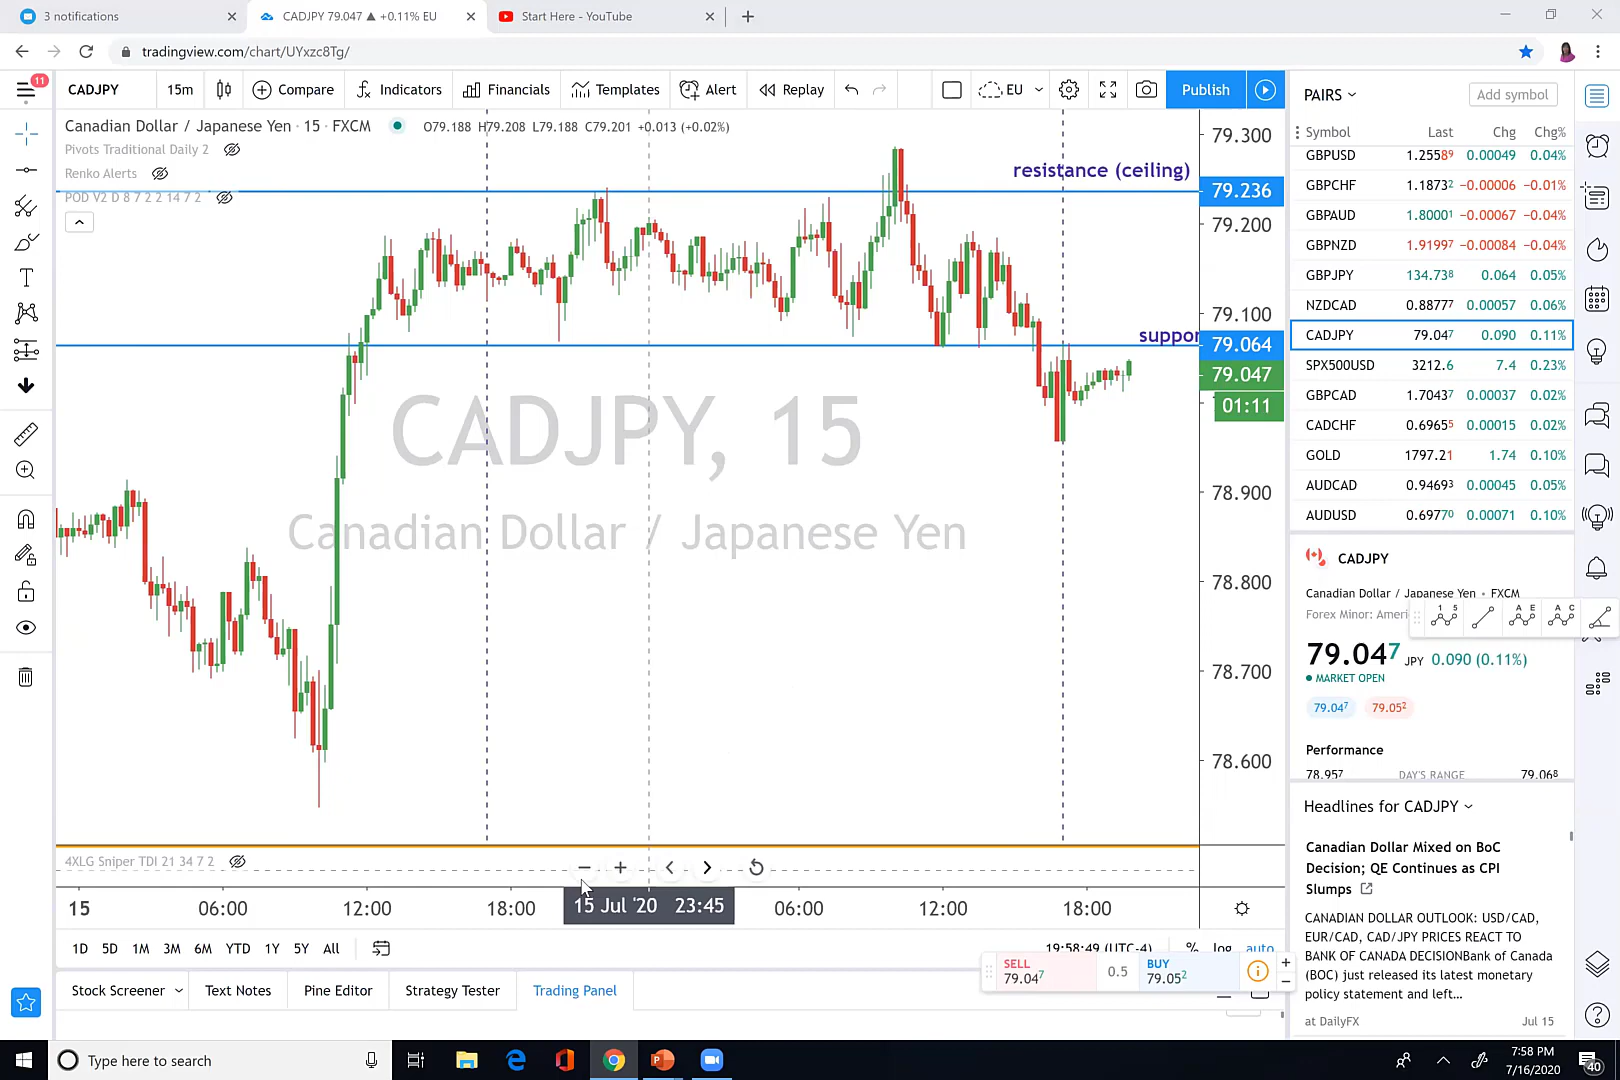 3 notifications
CADJPY 79.047 ▲ +0.11% EU
Start Here - YouTube
tradingview.com/chart/UYxzc8Tg/
11
CADJPY 15m Compare Indicators Financials Templates Alert Replay EU Publish
Canadian Dollar / Japanese Yen · 15 · FXCM O79.188 H79.208 L79.188 C79.201 +0.013 (+0.02%)
Pivots Traditional Daily 2
Renko Alerts
POD V2 D 8 7 2 2 14 7 2
resistance (ceiling)
suppor
CADJPY, 15
Canadian Dollar / Japanese Yen
79.300
79.236
79.200
79.100
79.064
79.047
01:11
78.900
78.800
78.700
78.600
4XLG Sniper TDI 21 34 7 2
15 06:00 12:00 18:00 15 Jul '20 23:45 06:00 12:00 18:00
1D 5D 1M 3M 6M YTD 1Y 5Y All
19:58:49 (UTC-4) % log auto
SELL
79.047
0.5
BUY
79.052
Stock Screener Text Notes Pine Editor Strategy Tester Trading Panel
PAIRS
Add symbol
Symbol Last Chg Chg%
GBPUSD 1.25589 0.00049 0.04%
GBPCHF 1.18732 −0.00006 −0.01%
GBPAUD 1.80001 −0.00067 −0.04%
GBPNZD 1.91997 −0.00084 −0.04%
GBPJPY 134.738 0.064 0.05%
NZDCAD 0.88777 0.00057 0.06%
CADJPY 79.047 0.090 0.11%
SPX500USD 3212.6 7.4 0.23%
GBPCAD 1.70437 0.00037 0.02%
CADCHF 0.69655 0.00015 0.02%
GOLD 1797.21 1.74 0.10%
AUDCAD 0.94693 0.00045 0.05%
AUDUSD 0.69770 0.00071 0.10%
CADJPY
Canadian Dollar / Japanese Yen • FXCM
Forex Minor: Ameri
1 5
A E
A C
79.047 JPY 0.090 (0.11%)
MARKET OPEN
79.047 79.052
Performance
78.957 DAY'S RANGE 79.068
Headlines for CADJPY
Canadian Dollar Mixed on BoC
Decision; QE Continues as CPI
Slumps
CANADIAN DOLLAR OUTLOOK: USD/CAD,
EUR/CAD, CAD/JPY PRICES REACT TO
BANK OF CANADA DECISIONBank of Canada
(BOC) just released its latest monetary
policy statement and left...
at DailyFX Jul 15
Type here to search
7:58 PM
7/16/2020
40